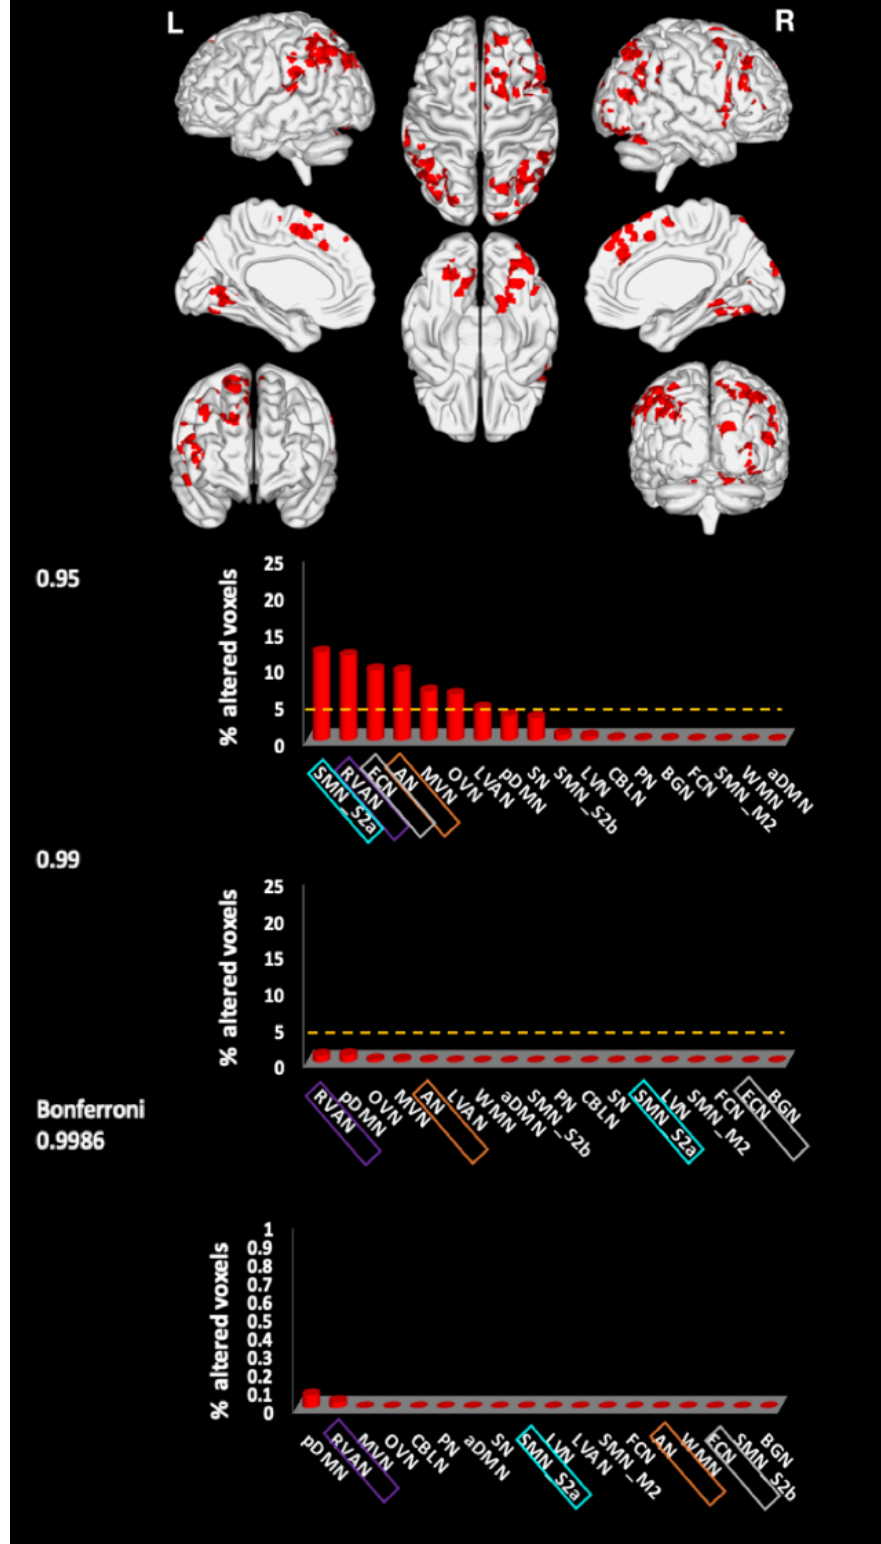 L
R
0.95
% altered voxels
25
20
15
10
5
0
SMN_S2a
RVAN
ECN
AN
MVN
OVN
LVAN
pDMN
SN
SMN_S2b
LVN
CBLN
PN
BGN
FCN
SMN_M2
WMN
aDMN
0.99
% altered voxels
25
20
15
10
5
0
RVAN
pDMN
OVN
MVN
AN
LVAN
WMN
aDMN
SMN_S2b
PN
CBLN
SN
SMN_S2a
LVN
SMN_M2
FCN
ECN
BGN
Bonferroni
0.9986
% altered voxels
1
0.9
0.8
0.7
0.6
0.5
0.4
0.3
0.2
0.1
0
pDMN
RVAN
MVN
OVN
CBLN
PN
aDMN
SN
SMN_S2a
LVN
LVAN
SMN_M2
FCN
AN
WMN
ECN
SMN_S2b
BGN